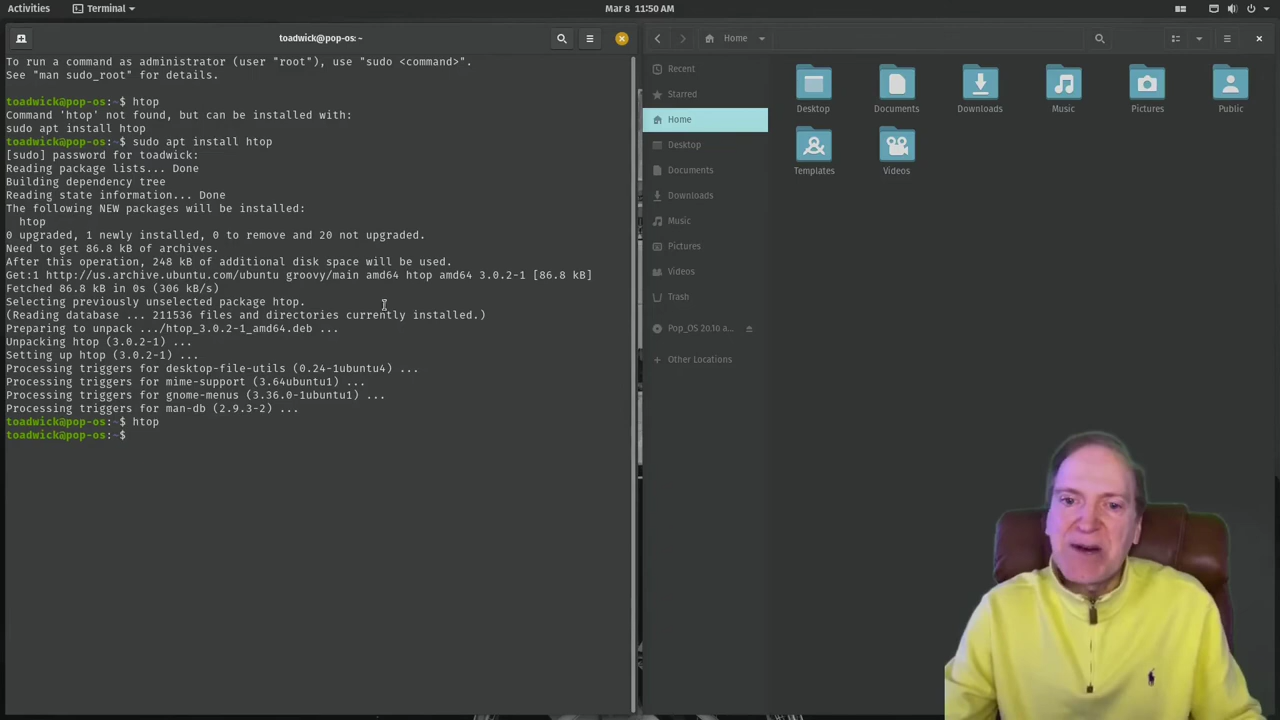 Activities
Terminal
Mar 8 11:50 AM
toadwick@pop-os: ~
To run a command as administrator (user "root"), use "sudo <command>".
See "man sudo_root" for details.
toadwick@pop-os:~$ htop
Command 'htop' not found, but can be installed with:
sudo apt install htop
toadwick@pop-os:~$ sudo apt install htop
[sudo] password for toadwick:
Reading package lists... Done
Building dependency tree
Reading state information... Done
The following NEW packages will be installed:
htop
0 upgraded, 1 newly installed, 0 to remove and 20 not upgraded.
Need to get 86.8 kB of archives.
After this operation, 248 kB of additional disk space will be used.
Get:1 http://us.archive.ubuntu.com/ubuntu groovy/main amd64 htop amd64 3.0.2-1 [86.8 kB]
Fetched 86.8 kB in 0s (306 kB/s)
Selecting previously unselected package htop.
(Reading database ... 211536 files and directories currently installed.)
Preparing to unpack .../htop_3.0.2-1_amd64.deb ...
Unpacking htop (3.0.2-1) ...
Setting up htop (3.0.2-1) ...
Processing triggers for desktop-file-utils (0.24-1ubuntu4) ...
Processing triggers for mime-support (3.64ubuntu1) ...
Processing triggers for gnome-menus (3.36.0-1ubuntu1) ...
Processing triggers for man-db (2.9.3-2) ...
toadwick@pop-os:~$ htop
toadwick@pop-os:~$
Home
Recent
Starred
Home
Desktop
Documents
Downloads
Music
Pictures
Videos
Trash
Pop_OS 20.10 a...
Other Locations
Desktop
Documents
Downloads
Music
Pictures
Public
Templates
Videos